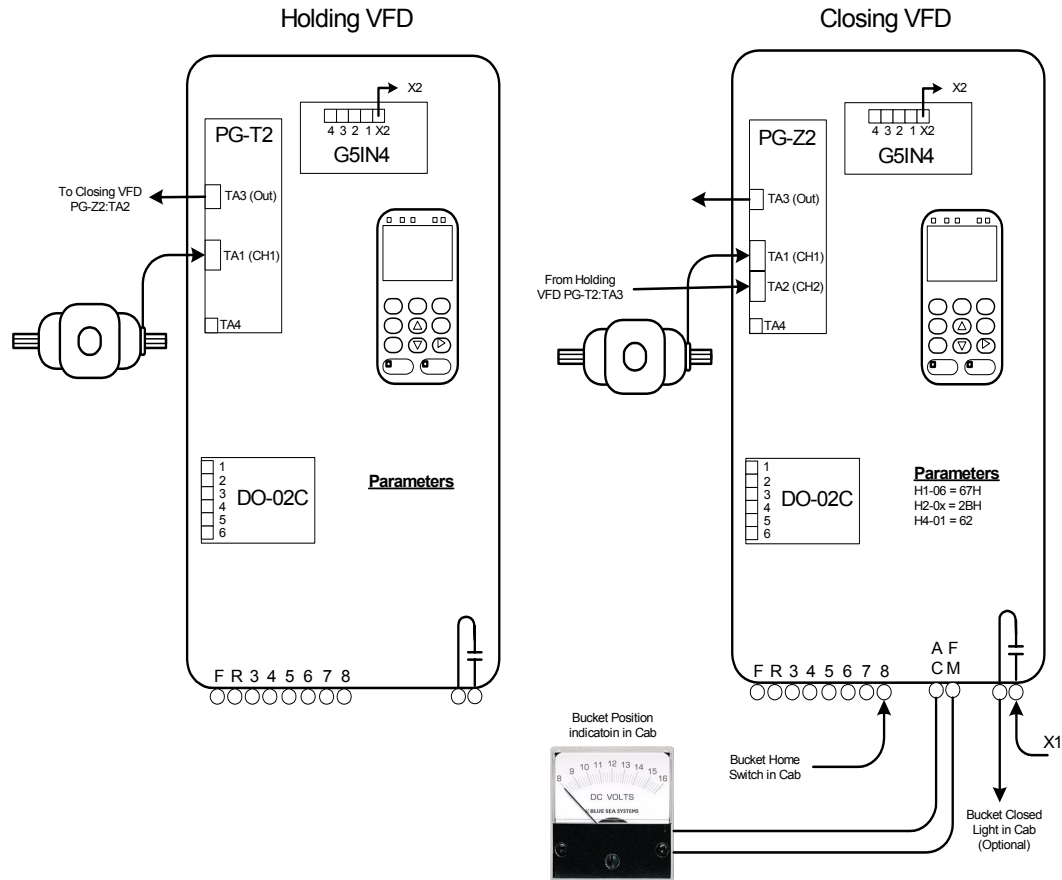 Holding VFD
PG-T2
X2
4 3 2 1 X2
G5IN4
To Closing VFD
PG-Z2:TA2
TA3 (Out)
TA1 (CH1)
TA4
1
2
3
4
5
6
DO-02C
Parameters
F R 3 4 5 6 7 8
Closing VFD
PG-Z2
X2
4 3 2 1 X2
G5IN4
TA3 (Out)
TA1 (CH1)
From Holding
VFD PG-T2:TA3
TA2 (CH2)
TA4
1
2
3
4
5
6
DO-02C
Parameters
H1-06 = 67H
H2-0x = 2BH
H4-01 = 62
F R 3 4 5 6 7 8
A F
C M
Bucket Position
indicatoin in Cab
8 9 10 11 12 13 14 15 16
DC VOLTS
BLUE SEA SYSTEMS
Bucket Home
Switch in Cab
X1
Bucket Closed
Light in Cab
(Optional)